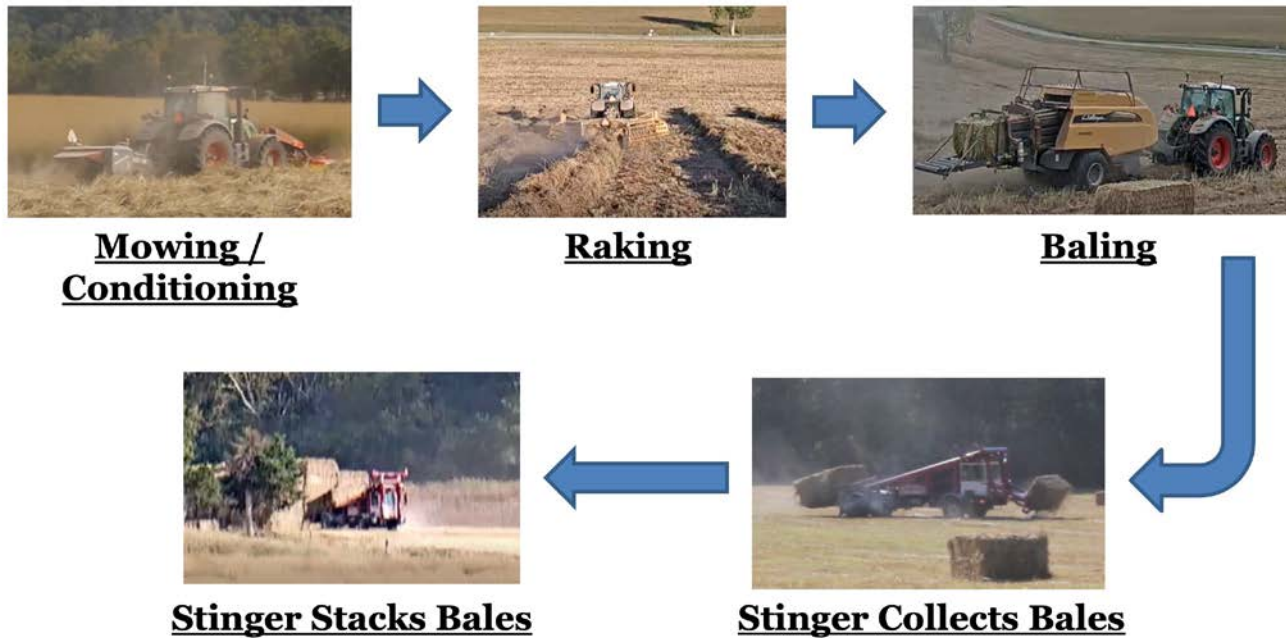 Mowing /
Conditioning
Raking
Baling
Stinger Collects Bales
Stinger Stacks Bales